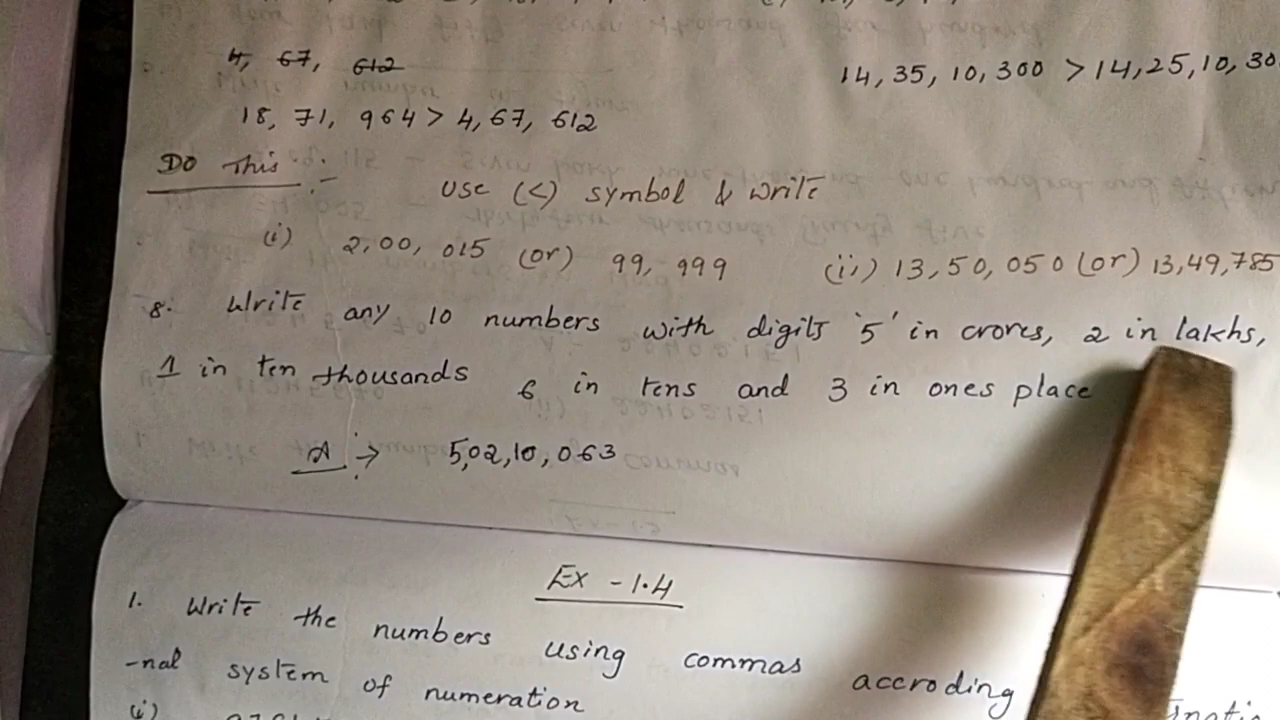 4, 67, 612
14, 35, 10, 300 > 14,25,10, 30
18, 71, 964 > 4, 67, 612
Do This :-
Use (<) symbol & write
(i) 2,00, 015 (or) 99, 999 (ii) 13, 50, 050 (or) 13,49,785
8. Write any 10 numbers with digits '5' in crores, 2 in lakhs,
1 in ten thousands 6 in tens and 3 in ones place
A → 5,02,10,063
Ex - 1.4
1. Write the numbers using commas accroding
-nal system of numeration
(i)